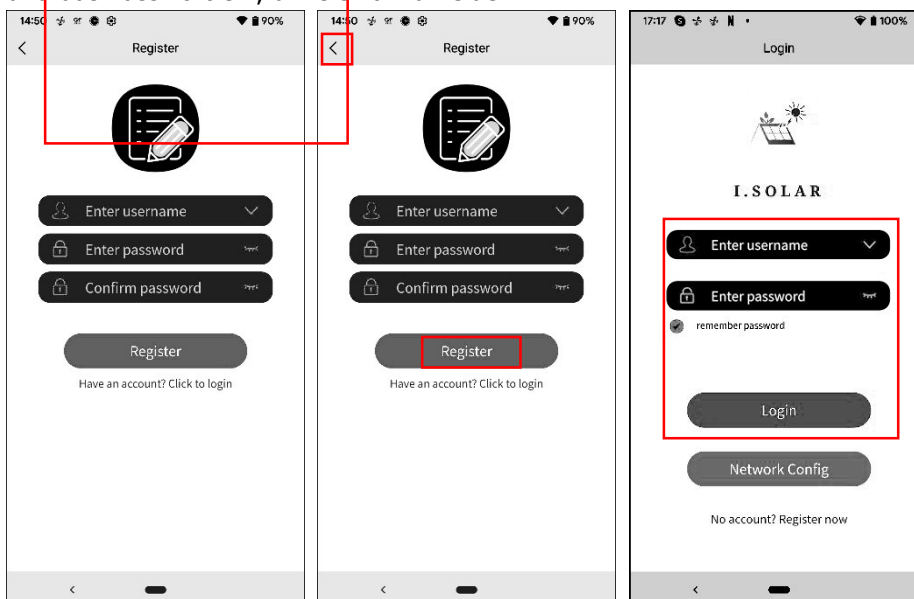 14:50
90%
Register
Enter username
Enter password
Confirm password
Register
Have an account? Click to login
14:50
90%
Register
Enter username
Enter password
Confirm password
Register
Have an account? Click to login
17:17
100%
Login
I.SOLAR
Enter username
Enter password
remember password
Login
Network Config
No account? Register now